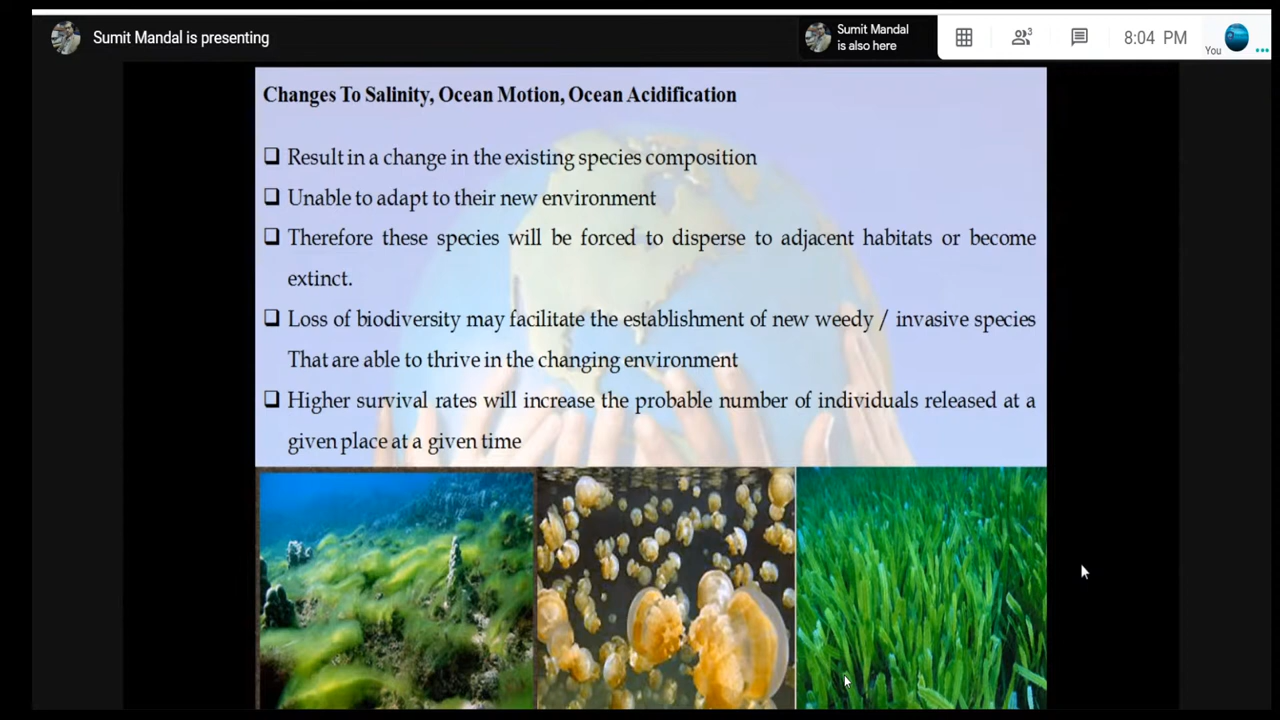 Sumit Mandal is presenting
Sumit Mandal
is also here
3
8:04 PM
You
Changes To Salinity, Ocean Motion, Ocean Acidification
Result in a change in the existing species composition
Unable to adapt to their new environment
Therefore these species will be forced to disperse to adjacent habitats or become
extinct.
Loss of biodiversity may facilitate the establishment of new weedy / invasive species
That are able to thrive in the changing environment
Higher survival rates will increase the probable number of individuals released at a
given place at a given time